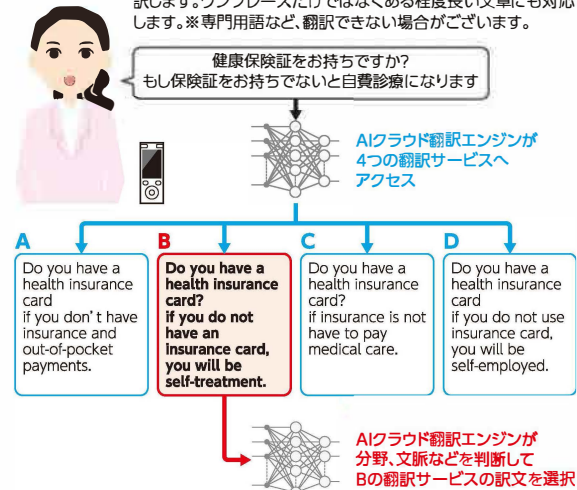 訳します。ワンフレーズだけではなくある程度長い文章にも対応
します。※専門用語など、翻訳できない場合がございます。
健康保険証をお持ちですか?
もし保険証をお持ちでないと自費診療になります
AIクラウド翻訳エンジンが
4つの翻訳サービスへ
アクセス
A
Do you have a
health insurance
card
if you don't have
insurance and
out-of-pocket
payments.
B
Do you have a
health insurance
card?
if you do not
have an
insurance card,
you will be
self-treatment.
C
Do you have a
health insurance
card?
if insurance is not
have to pay
medical care.
D
Do you have a
health insurance
card
if you do not use
insurance card,
you will be
self-employed.
AIクラウド翻訳エンジンが
分野、文脈などを判断して
Bの翻訳サービスの訳文を選択